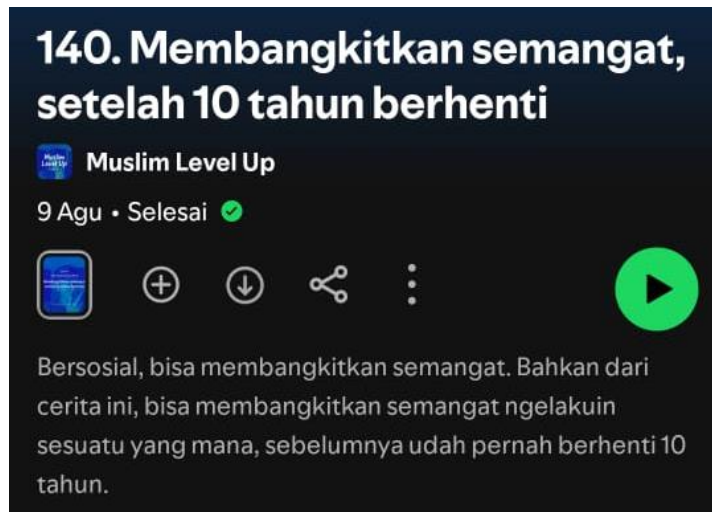 140. Membangkitkan semangat,
setelah 10 tahun berhenti
Muslim Level Up
9 Agu • Selesai
Bersosial, bisa membangkitkan semangat. Bahkan dari
cerita ini, bisa membangkitkan semangat ngelakuin
sesuatu yang mana, sebelumnya udah pernah berhenti 10
tahun.